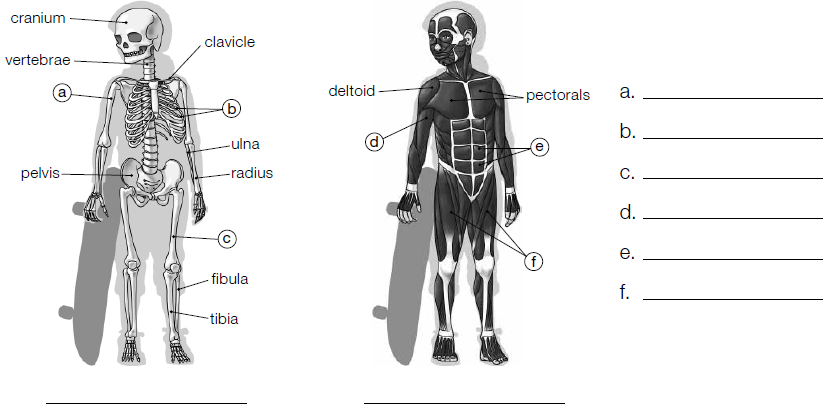 cranium
clavicle
vertebrae
a
b
ulna
pelvis
radius
c
fibula
tibia
deltoid
pectorals
d
e
f
a.
b.
c.
d.
e.
f.